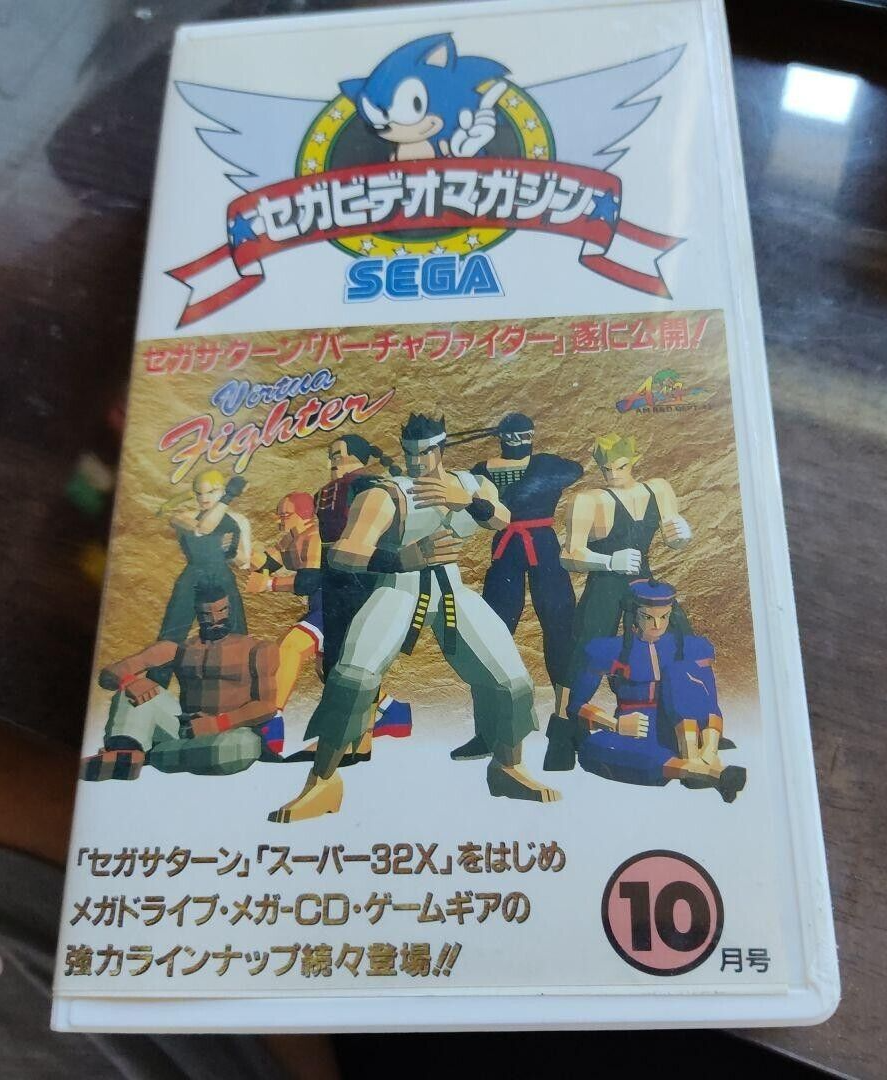 セガビデオマガジン
SEGA
セガサターン「バーチャファイター」遂に公開!
Virtua
Fighter
AM R&D DEPT. #2
「セガサターン」「スーパー32X」をはじめ
メガドライブ・メガ-CD・ゲームギアの
強力ラインナップ続々登場!!
10
月号